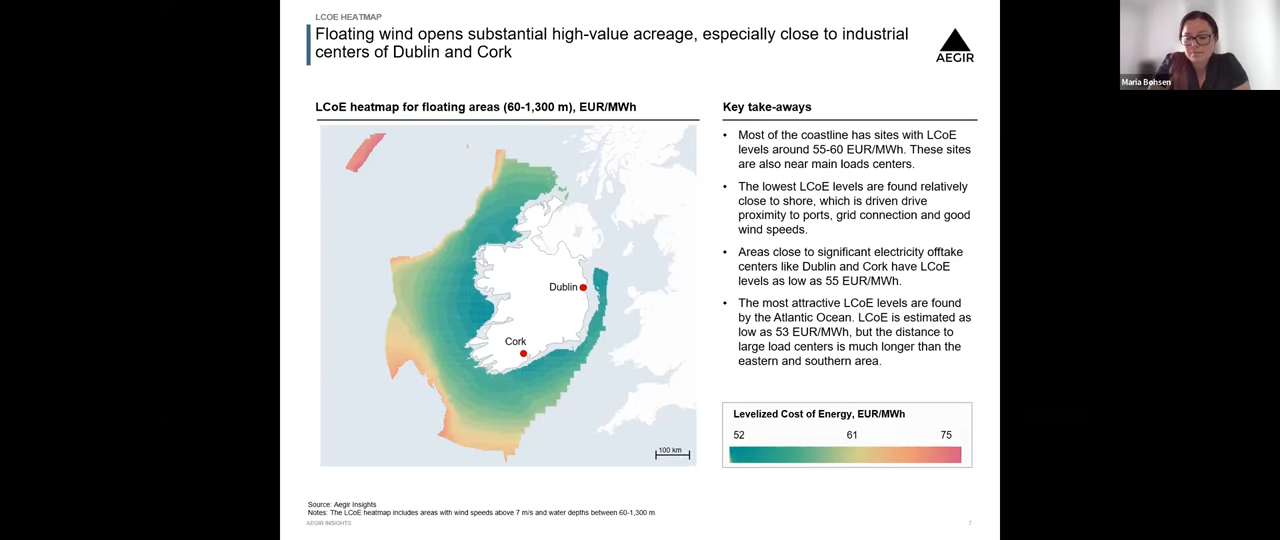 LCOE HEATMAP
Floating wind opens substantial high-value acreage, especially close to industrial
centers of Dublin and Cork
AEGIR
Maria Bøhsen
LCoE heatmap for floating areas (60-1,300 m), EUR/MWh
Dublin
Cork
100 km
Key take-aways
• Most of the coastline has sites with LCoE
levels around 55-60 EUR/MWh. These sites
are also near main loads centers.
• The lowest LCoE levels are found relatively
close to shore, which is driven drive
proximity to ports, grid connection and good
wind speeds.
• Areas close to significant electricity offtake
centers like Dublin and Cork have LCoE
levels as low as 55 EUR/MWh.
• The most attractive LCoE levels are found
by the Atlantic Ocean. LCoE is estimated as
low as 53 EUR/MWh, but the distance to
large load centers is much longer than the
eastern and southern area.
Levelized Cost of Energy, EUR/MWh
52 61 75
Source: Aegir Insights
Notes: The LCoE heatmap includes areas with wind speeds above 7 m/s and water depths between 60-1,300 m.
AEGIR INSIGHTS
7